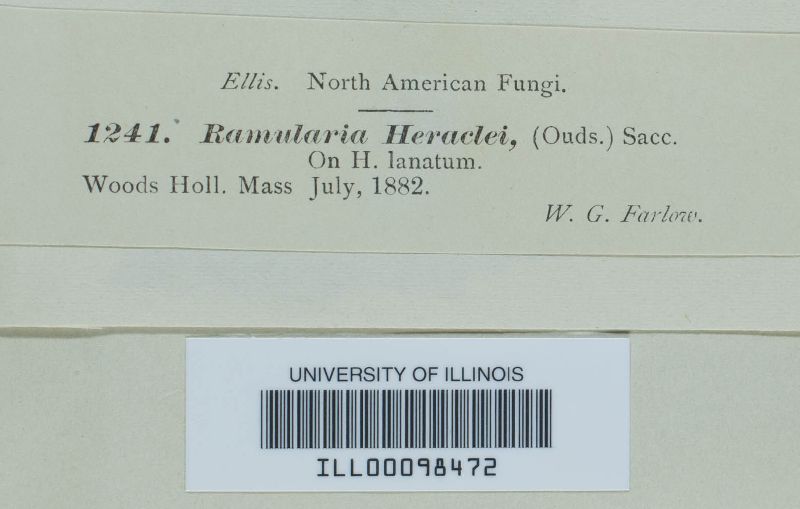 Ellis. North American Fungi.
1241. Ramularia Heraclei, (Ouds.) Sacc.
On H. lanatum.
Woods Holl. Mass July, 1882.
W. G. Farlow.
UNIVERSITY OF ILLINOIS
ILL00098472